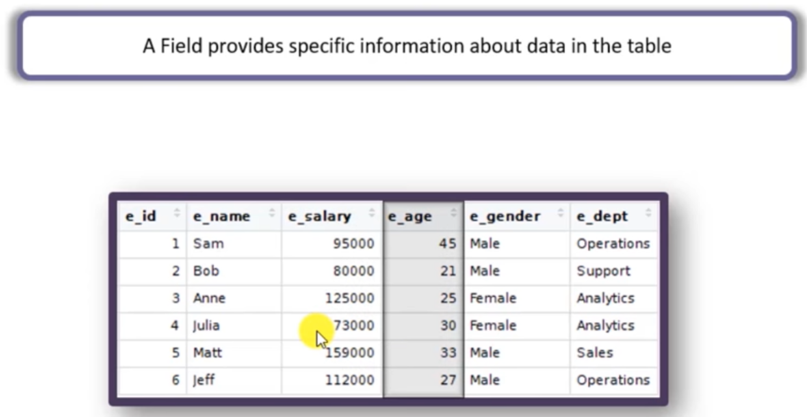 A Field provides specific information about data in the table
e_id e_name e_salary e_age e_gender e_dept
1 Sam 95000 45 Male Operations
2 Bob 80000 21 Male Support
3 Anne 125000 25 Female Analytics
4 Julia 73000 30 Female Analytics
5 Matt 159000 33 Male Sales
6 Jeff 112000 27 Male Operations